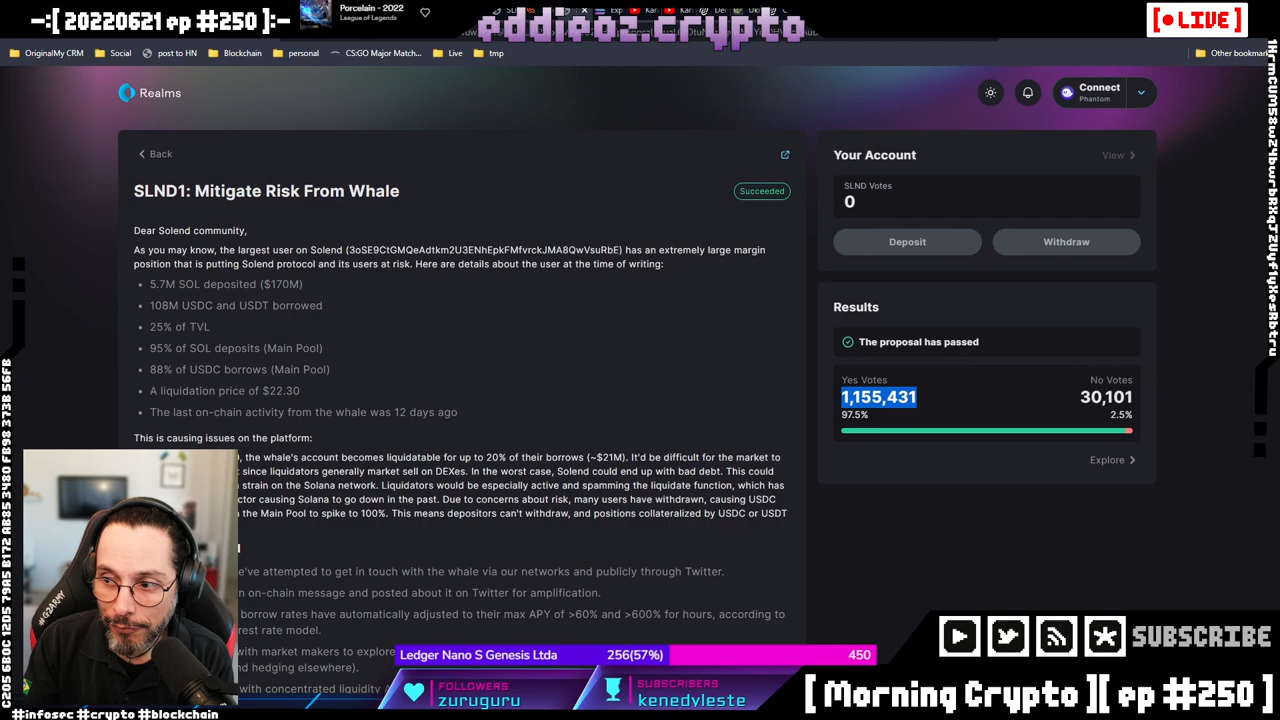 -:[ 20220621 ep #250 ]:-
Porcelain - 2022
League of Legends
eddieoz.crypto
[ LIVE ]
OriginalMy CRM
Social
post to HN
Blockchain
personal
CS:GO Major Match...
Live
tmp
Other bookmar
Realms
Connect
Phantom
Back
SLND1: Mitigate Risk From Whale
Succeeded
Dear Solend community,
As you may know, the largest user on Solend (3oSE9CtGMQeAdtkm2U3ENhEpkFMfvrckJMA8QwVsuRbE) has an extremely large margin
position that is putting Solend protocol and its users at risk. Here are details about the user at the time of writing:
• 5.7M SOL deposited ($170M)
• 108M USDC and USDT borrowed
• 25% of TVL
• 95% of SOL deposits (Main Pool)
• 88% of USDC borrows (Main Pool)
• A liquidation price of $22.30
• The last on-chain activity from the whale was 12 days ago
This is causing issues on the platform:
, the whale's account becomes liquidatable for up to 20% of their borrows (~$21M). It'd be difficult for the market to
since liquidators generally market sell on DEXes. In the worst case, Solend could end up with bad debt. This could
strain on the Solana network. Liquidators would be especially active and spamming the liquidate function, which has
ctor causing Solana to go down in the past. Due to concerns about risk, many users have withdrawn, causing USDC
the Main Pool to spike to 100%. This means depositors can't withdraw, and positions collateralized by USDC or USDT
e've attempted to get in touch with the whale via our networks and publicly through Twitter.
n on-chain message and posted about it on Twitter for amplification.
borrow rates have automatically adjusted to their max APY of >60% and >600% for hours, according to
rest rate model.
with market makers to explore
nd hedging elsewhere).
with concentrated liquidity
Your Account
View
SLND Votes
0
Deposit
Withdraw
Results
The proposal has passed
Yes Votes
No Votes
1,155,431
30,101
97.5%
2.5%
Explore
SUBSCRIBE
Ledger Nano S Genesis Ltda
256(57%)
450
FOLLOWERS
zuruguru
SUBSCRIBERS
kenedyleste
[ Morning Crypto ][ ep #250 ]
#infosec #crypto #blockchain